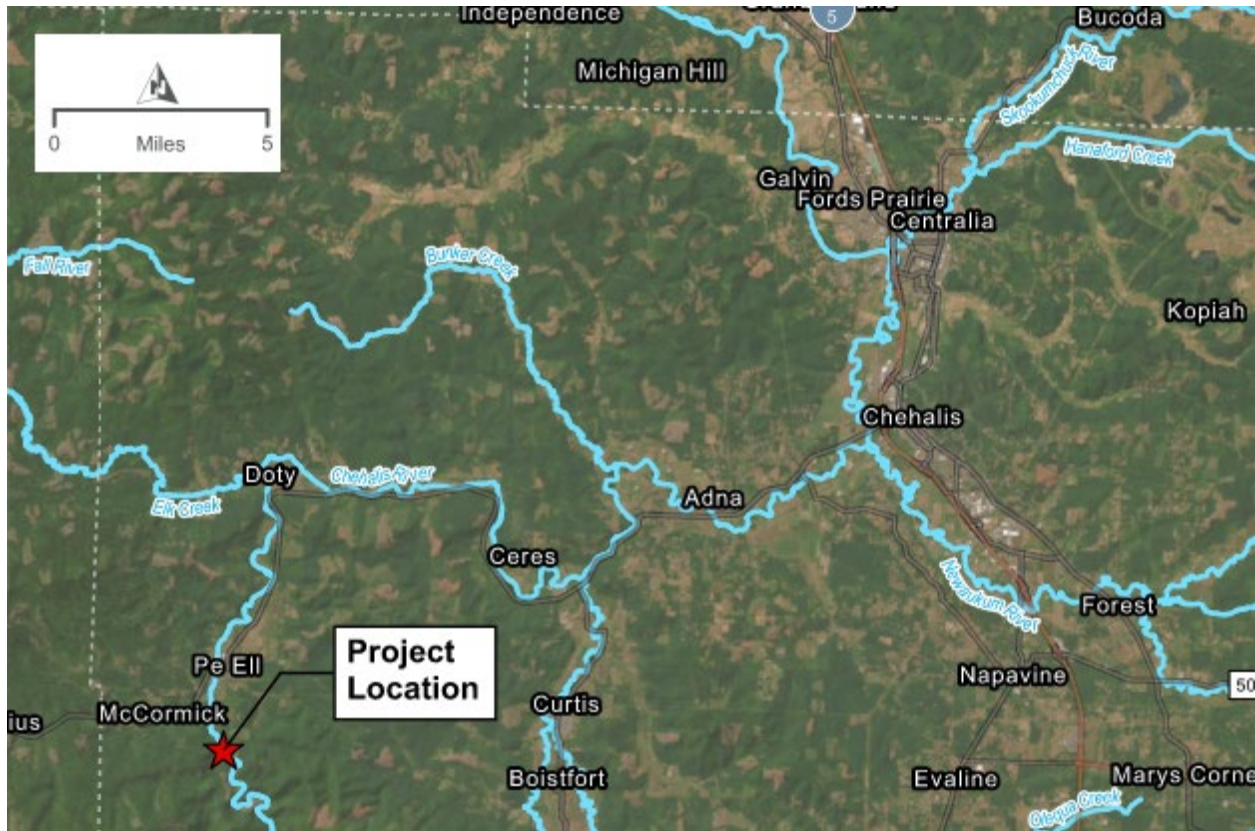 Independence
5
Bucoda
Michigan Hill
Skookumchuck River
0 Miles 5
Hanaford Creek
Galvin
Fords Prairie
Centralia
Fall River
Bunker Creek
Kopiah
Chehalis
Doty
Chehalis River
Elk Creek
Adna
Ceres
Newaukum River
Forest
Pe Ell
Project
Location
Napavine
50
McCormick
ius
Curtis
Boistfort
Evaline
Marys Corne
Olequa Creek